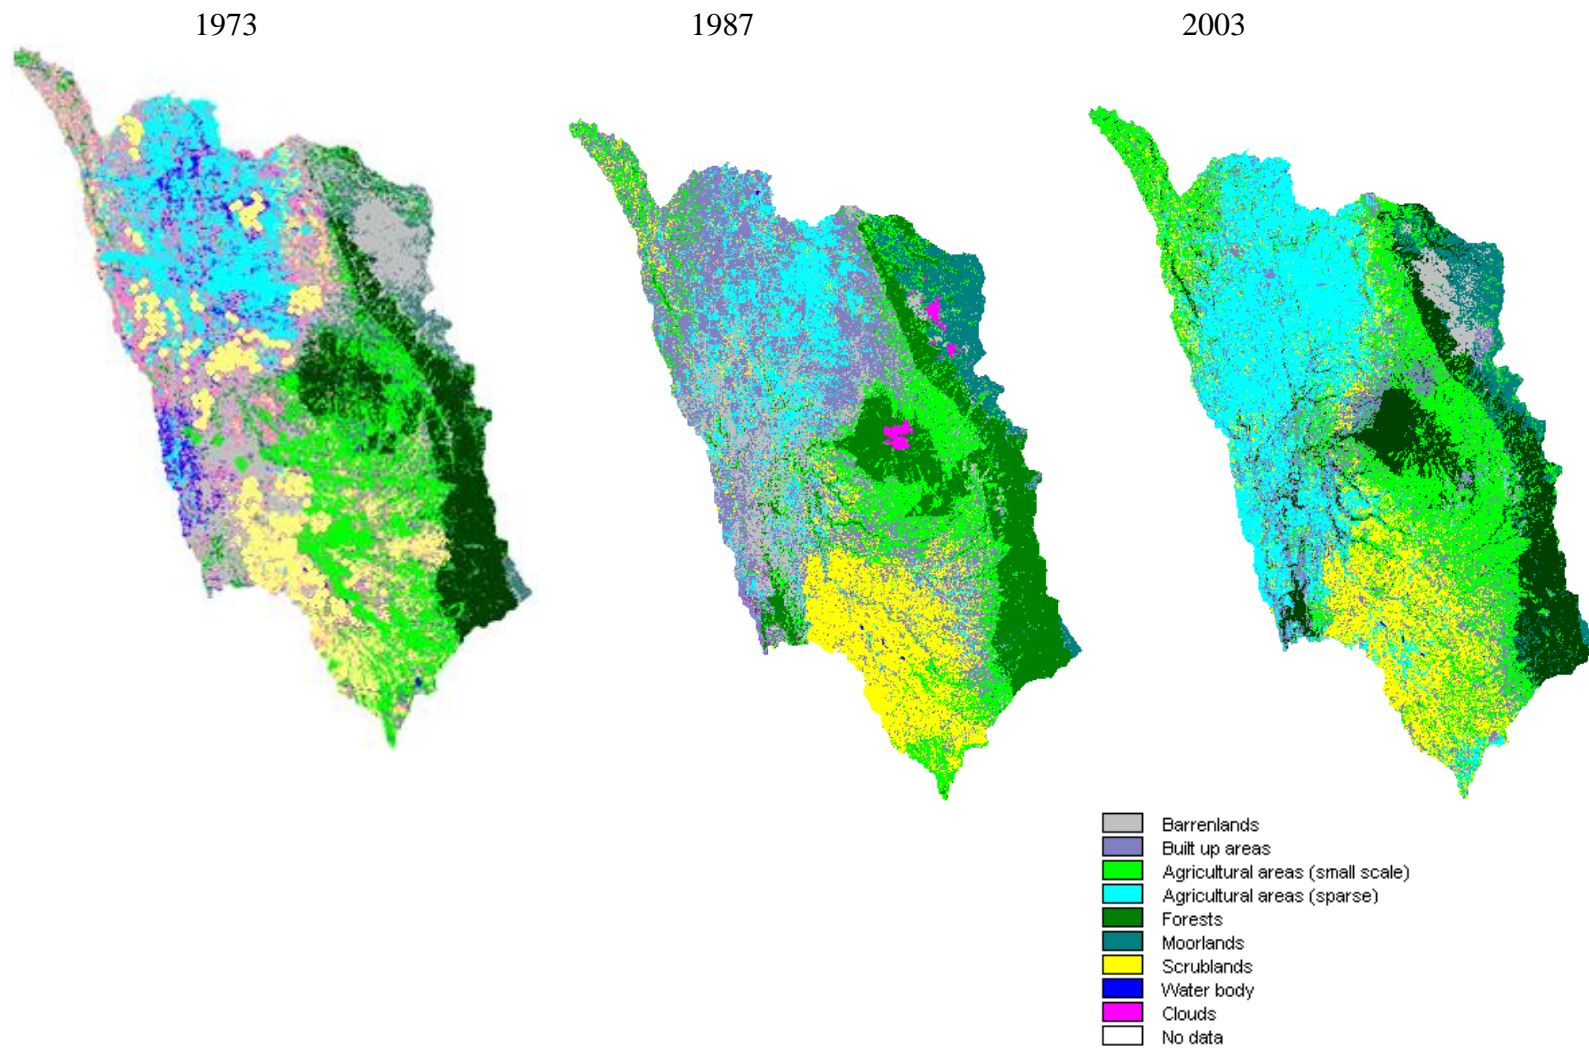 1973
1987
2003
Barrenlands
Built up areas
Agricultural areas (small scale)
Agricultural areas (sparse)
Forests
Moorlands
Scrublands
Water body
Clouds
No data